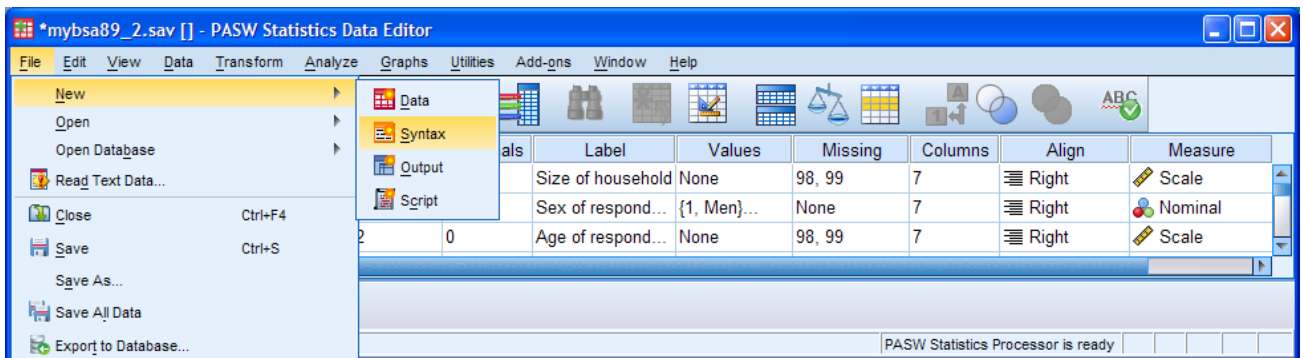 *mybsa89_2.sav [] - PASW Statistics Data Editor
File Edit View Data Transform Analyze Graphs Utilities Add-ons Window Help
New
Open
Open Database
Read Text Data...
Close Ctrl+F4
Save Ctrl+S
Save As...
Save All Data
Export to Database...
Data
Syntax
Output
Script
A
1 4
ABC
als Label Values Missing Columns Align Measure
Size of household None 98, 99 7 Right Scale
Sex of respond... {1, Men}... None 7 Right Nominal
2 0 Age of respond... None 98, 99 7 Right Scale
PASW Statistics Processor is ready